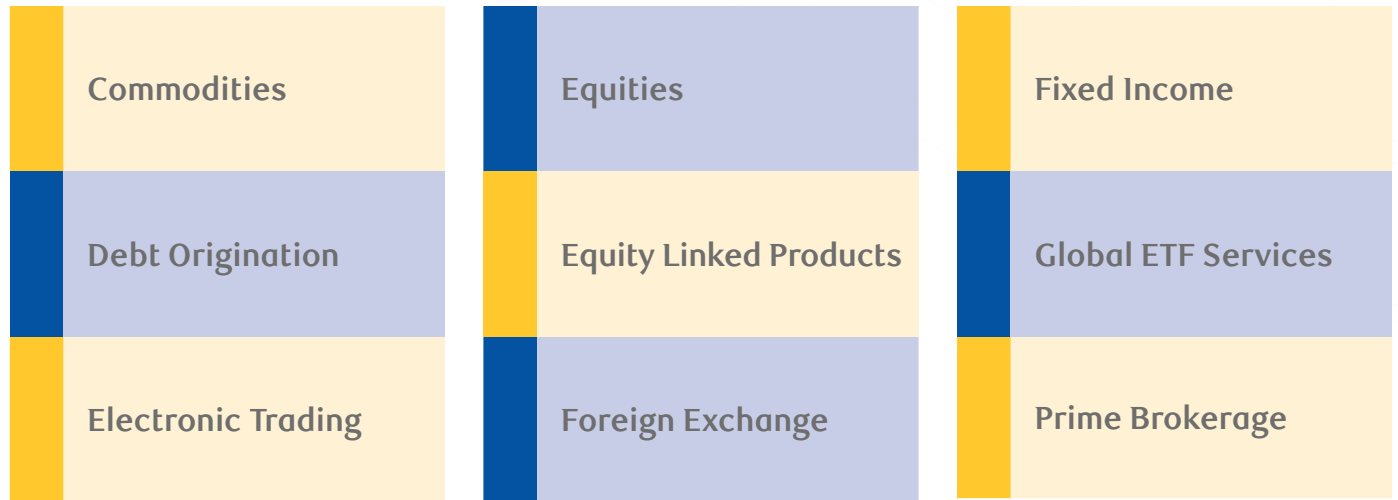 Commodities
Debt Origination
Electronic Trading
Equities
Equity Linked Products
Foreign Exchange
Fixed Income
Global ETF Services
Prime Brokerage